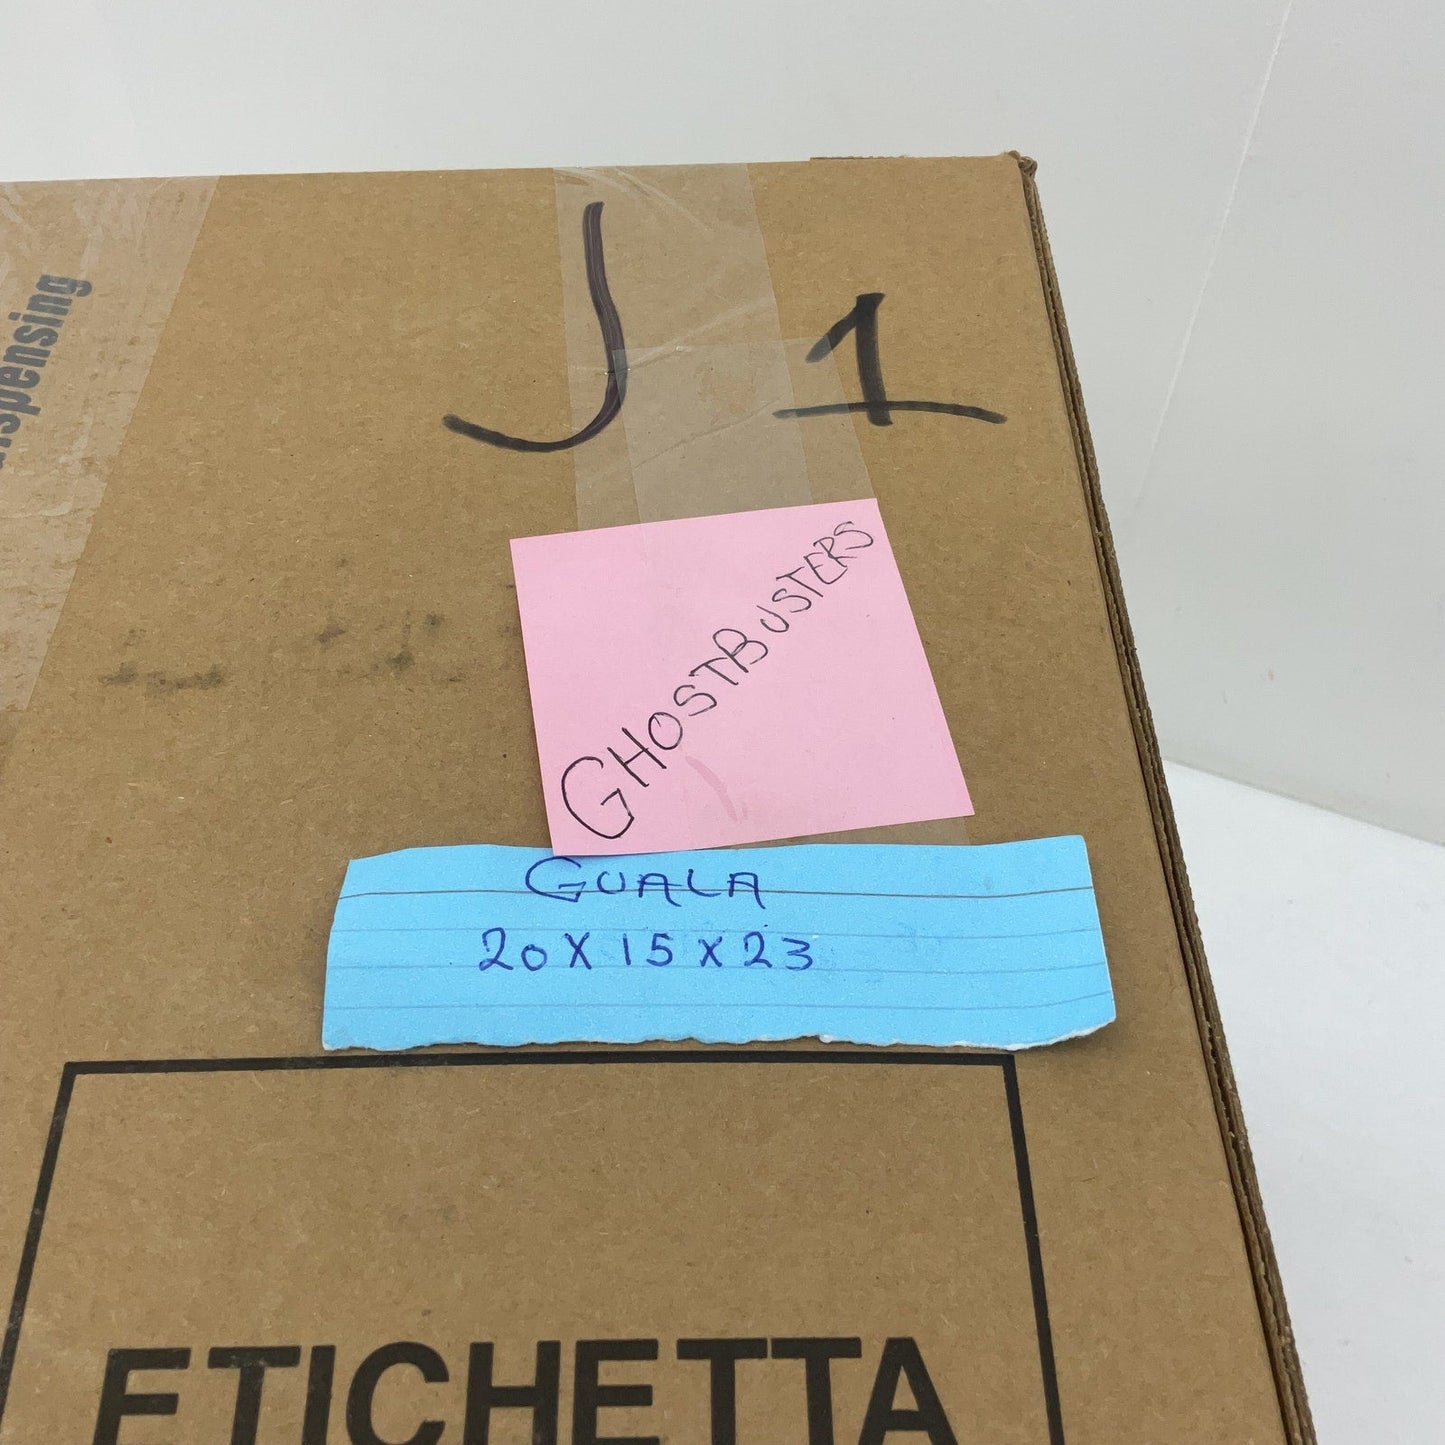 J 1
GHOSTBUSTERS
GUALA
20 X 15 X 23
ETICHETTA